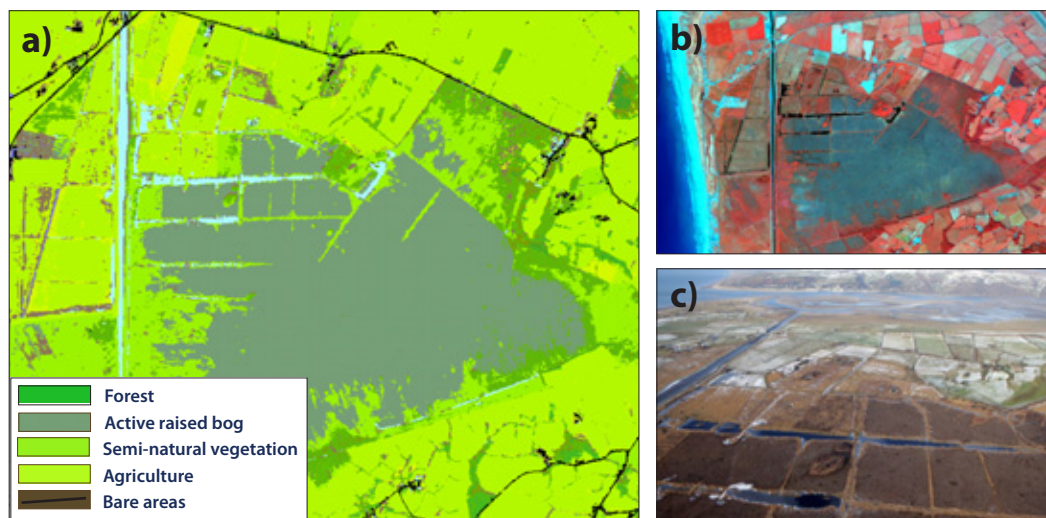 a)
b)
c)
Forest
Active raised bog
Semi-natural vegetation
Agriculture
Bare areas